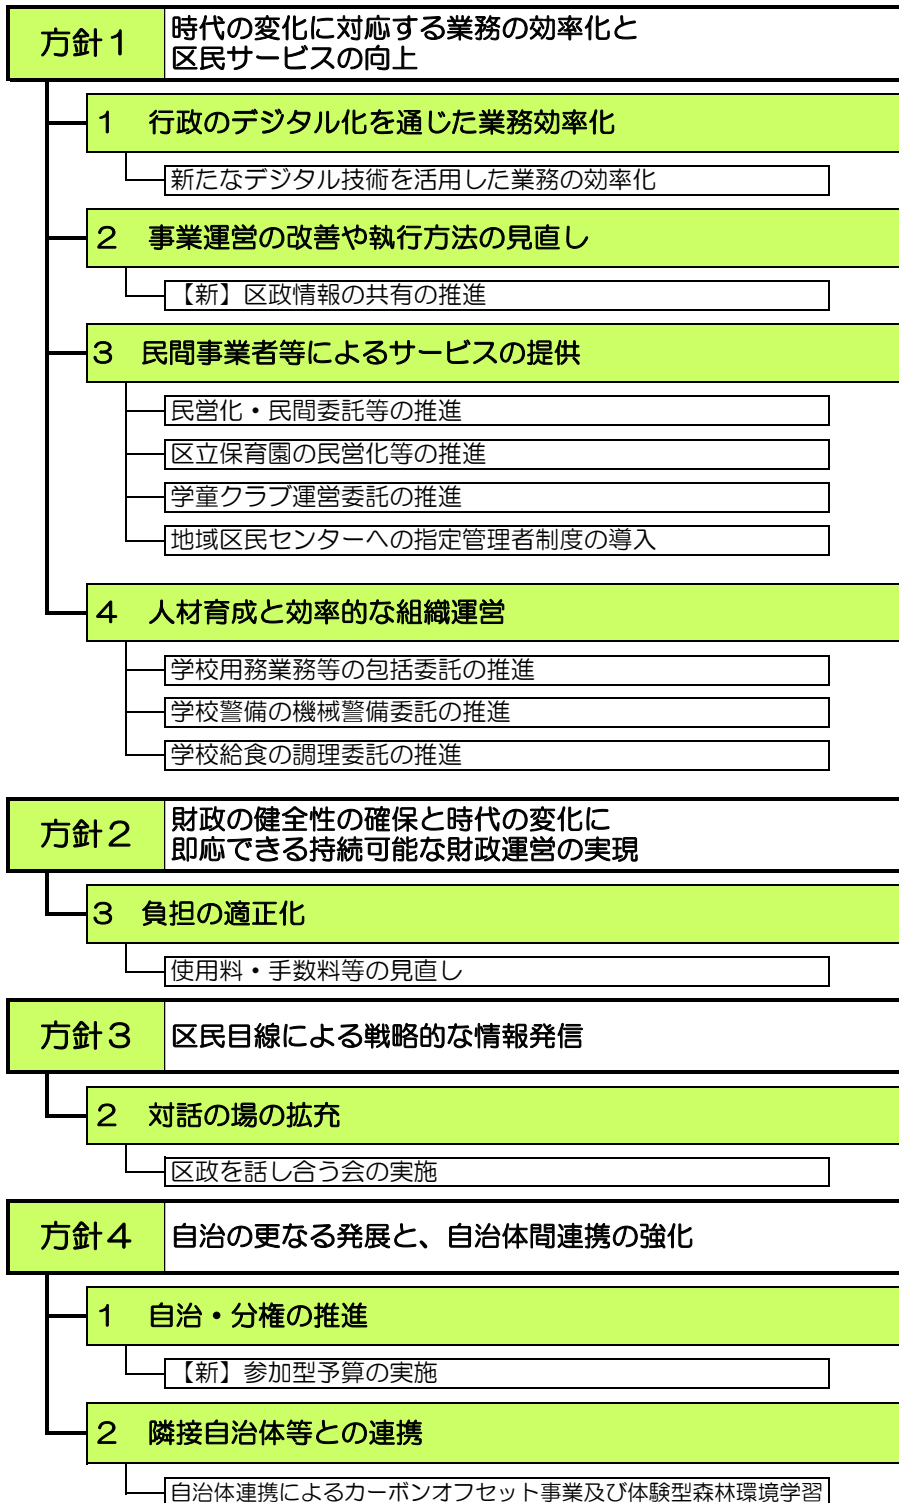 方針１
時代の変化に対応する業務の効率化と
区民サービスの向上
１　行政のデジタル化を通じた業務効率化
新たなデジタル技術を活用した業務の効率化
２　事業運営の改善や執行方法の見直し
【新】区政情報の共有の推進
３　民間事業者等によるサービスの提供
民営化・民間委託等の推進
区立保育園の民営化等の推進
学童クラブ運営委託の推進
地域区民センターへの指定管理者制度の導入
４　人材育成と効率的な組織運営
学校用務業務等の包括委託の推進
学校警備の機械警備委託の推進
学校給食の調理委託の推進
方針２
財政の健全性の確保と時代の変化に
即応できる持続可能な財政運営の実現
３　負担の適正化
使用料・手数料等の見直し
方針３
区民目線による戦略的な情報発信
２　対話の場の拡充
区政を話し合う会の実施
方針４
自治の更なる発展と、自治体間連携の強化
１　自治・分権の推進
【新】参加型予算の実施
２　隣接自治体等との連携
自治体連携によるカーボンオフセット事業及び体験型森林環境学習